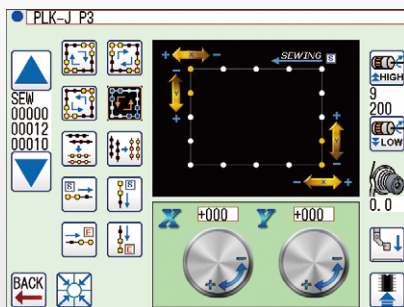 PLK-J P3
SEWING S
HIGH
9
200
LOW
0.0
SEW
00000
00012
00010
S
S
E
E
X +000 Y +000
BACK